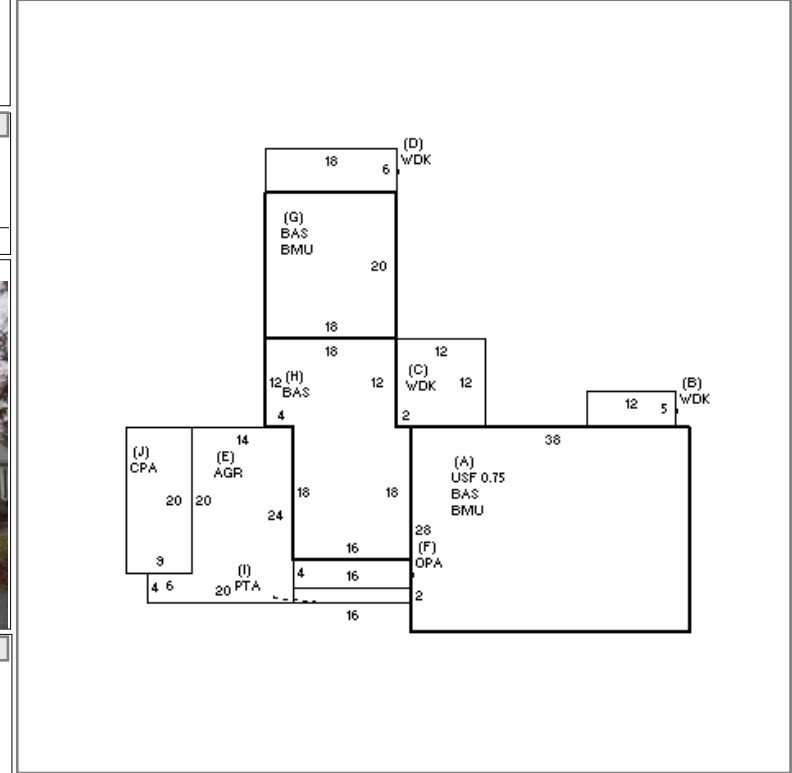 (D)
WDK
18
6
(G)
BAS
BMU
20
18
18
12
(H)
BAS
12
4
(C)
WDK
12
12
2
(B)
WDK
12
5
38
(J)
CPA
20
9
14
(E)
AGR
20
24
18
18
16
(A)
USF 0.75
BAS
BMU
28
(F)
OPA
(I)
PTA
4
16
4
6
20
2
16